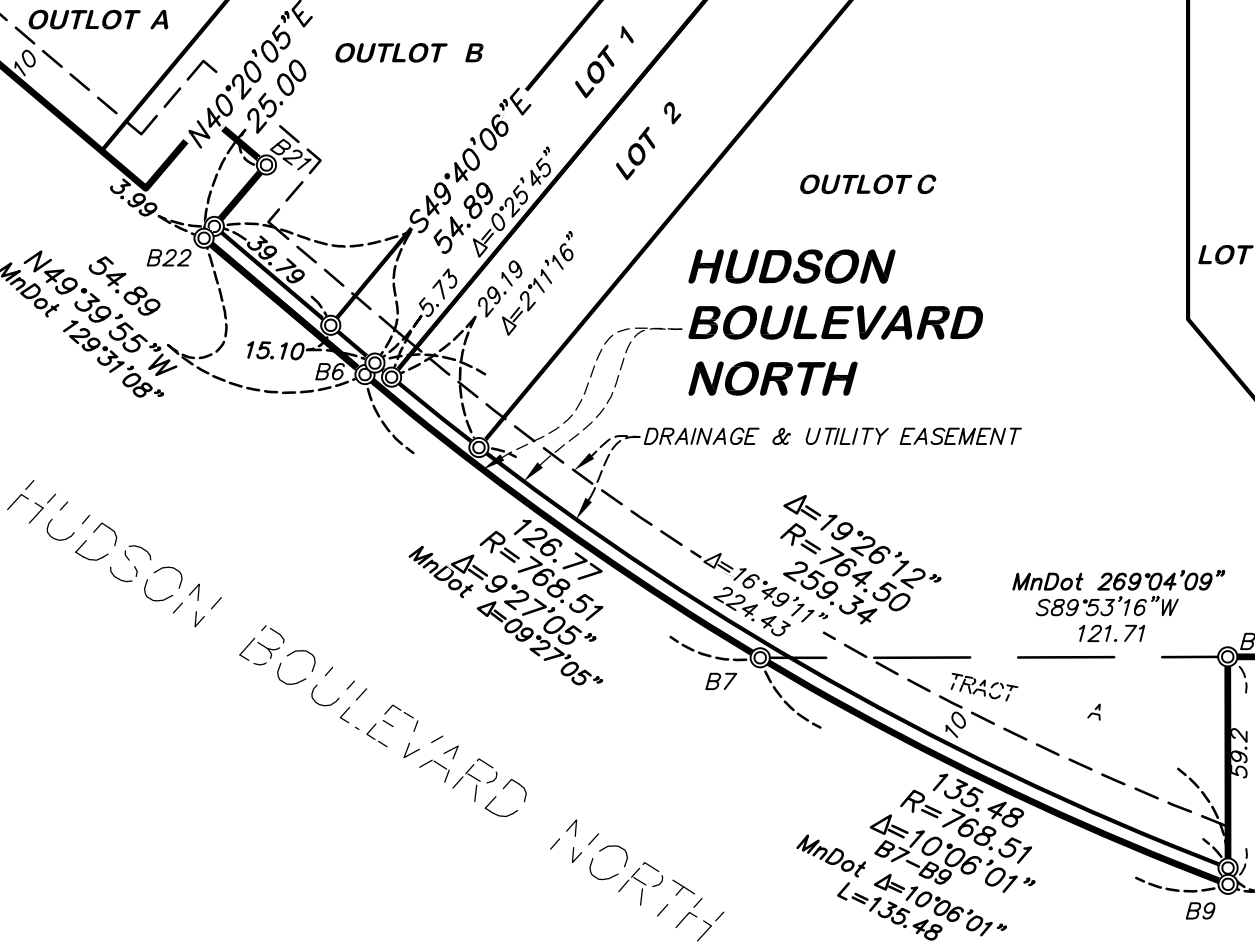 OUTLOT A
10
N40°20'05"E
25.00
OUTLOT B
LOT 1
LOT 2
B21
S49°40'06"E
54.89
Δ=0°25'45"
OUTLOT C
3.99
B22
39.79
5.73
29.19
Δ=2°11'16"
HUDSON
BOULEVARD
NORTH
LOT
54.89
N49°39'55"W
MnDot 129°31'08"
15.10
B6
DRAINAGE & UTILITY EASEMENT
HUDSON BOULEVARD NORTH
126.77
R=768.51
Δ=9°27'05"
MnDot Δ=09°27'05"
Δ=19°26'12"
R=764.50
259.34
Δ=16°49'11"
224.43
MnDot 269°04'09"
S89°53'16"W
121.71
B
B7
TRACT A
10
59.2
135.48
R=768.51
Δ=10°06'01"
B7-B9
MnDot Δ=10°06'01"
L=135.48
B9